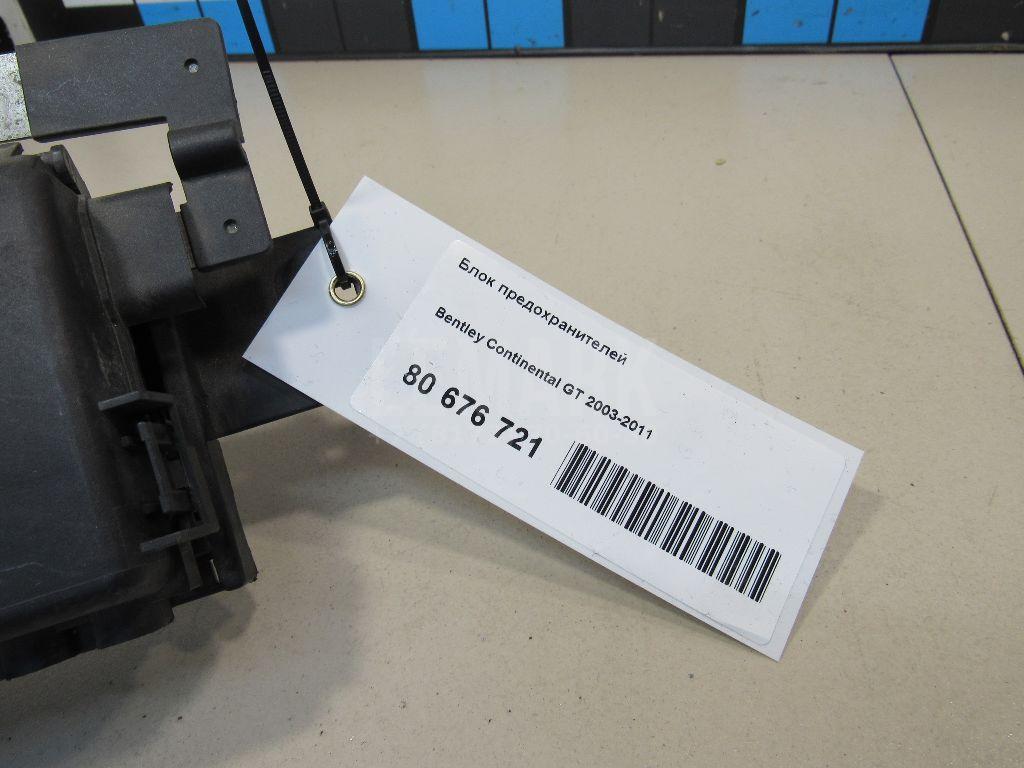 Блок предохранителей
Bentley Continental GT 2003-2011
80 676 721